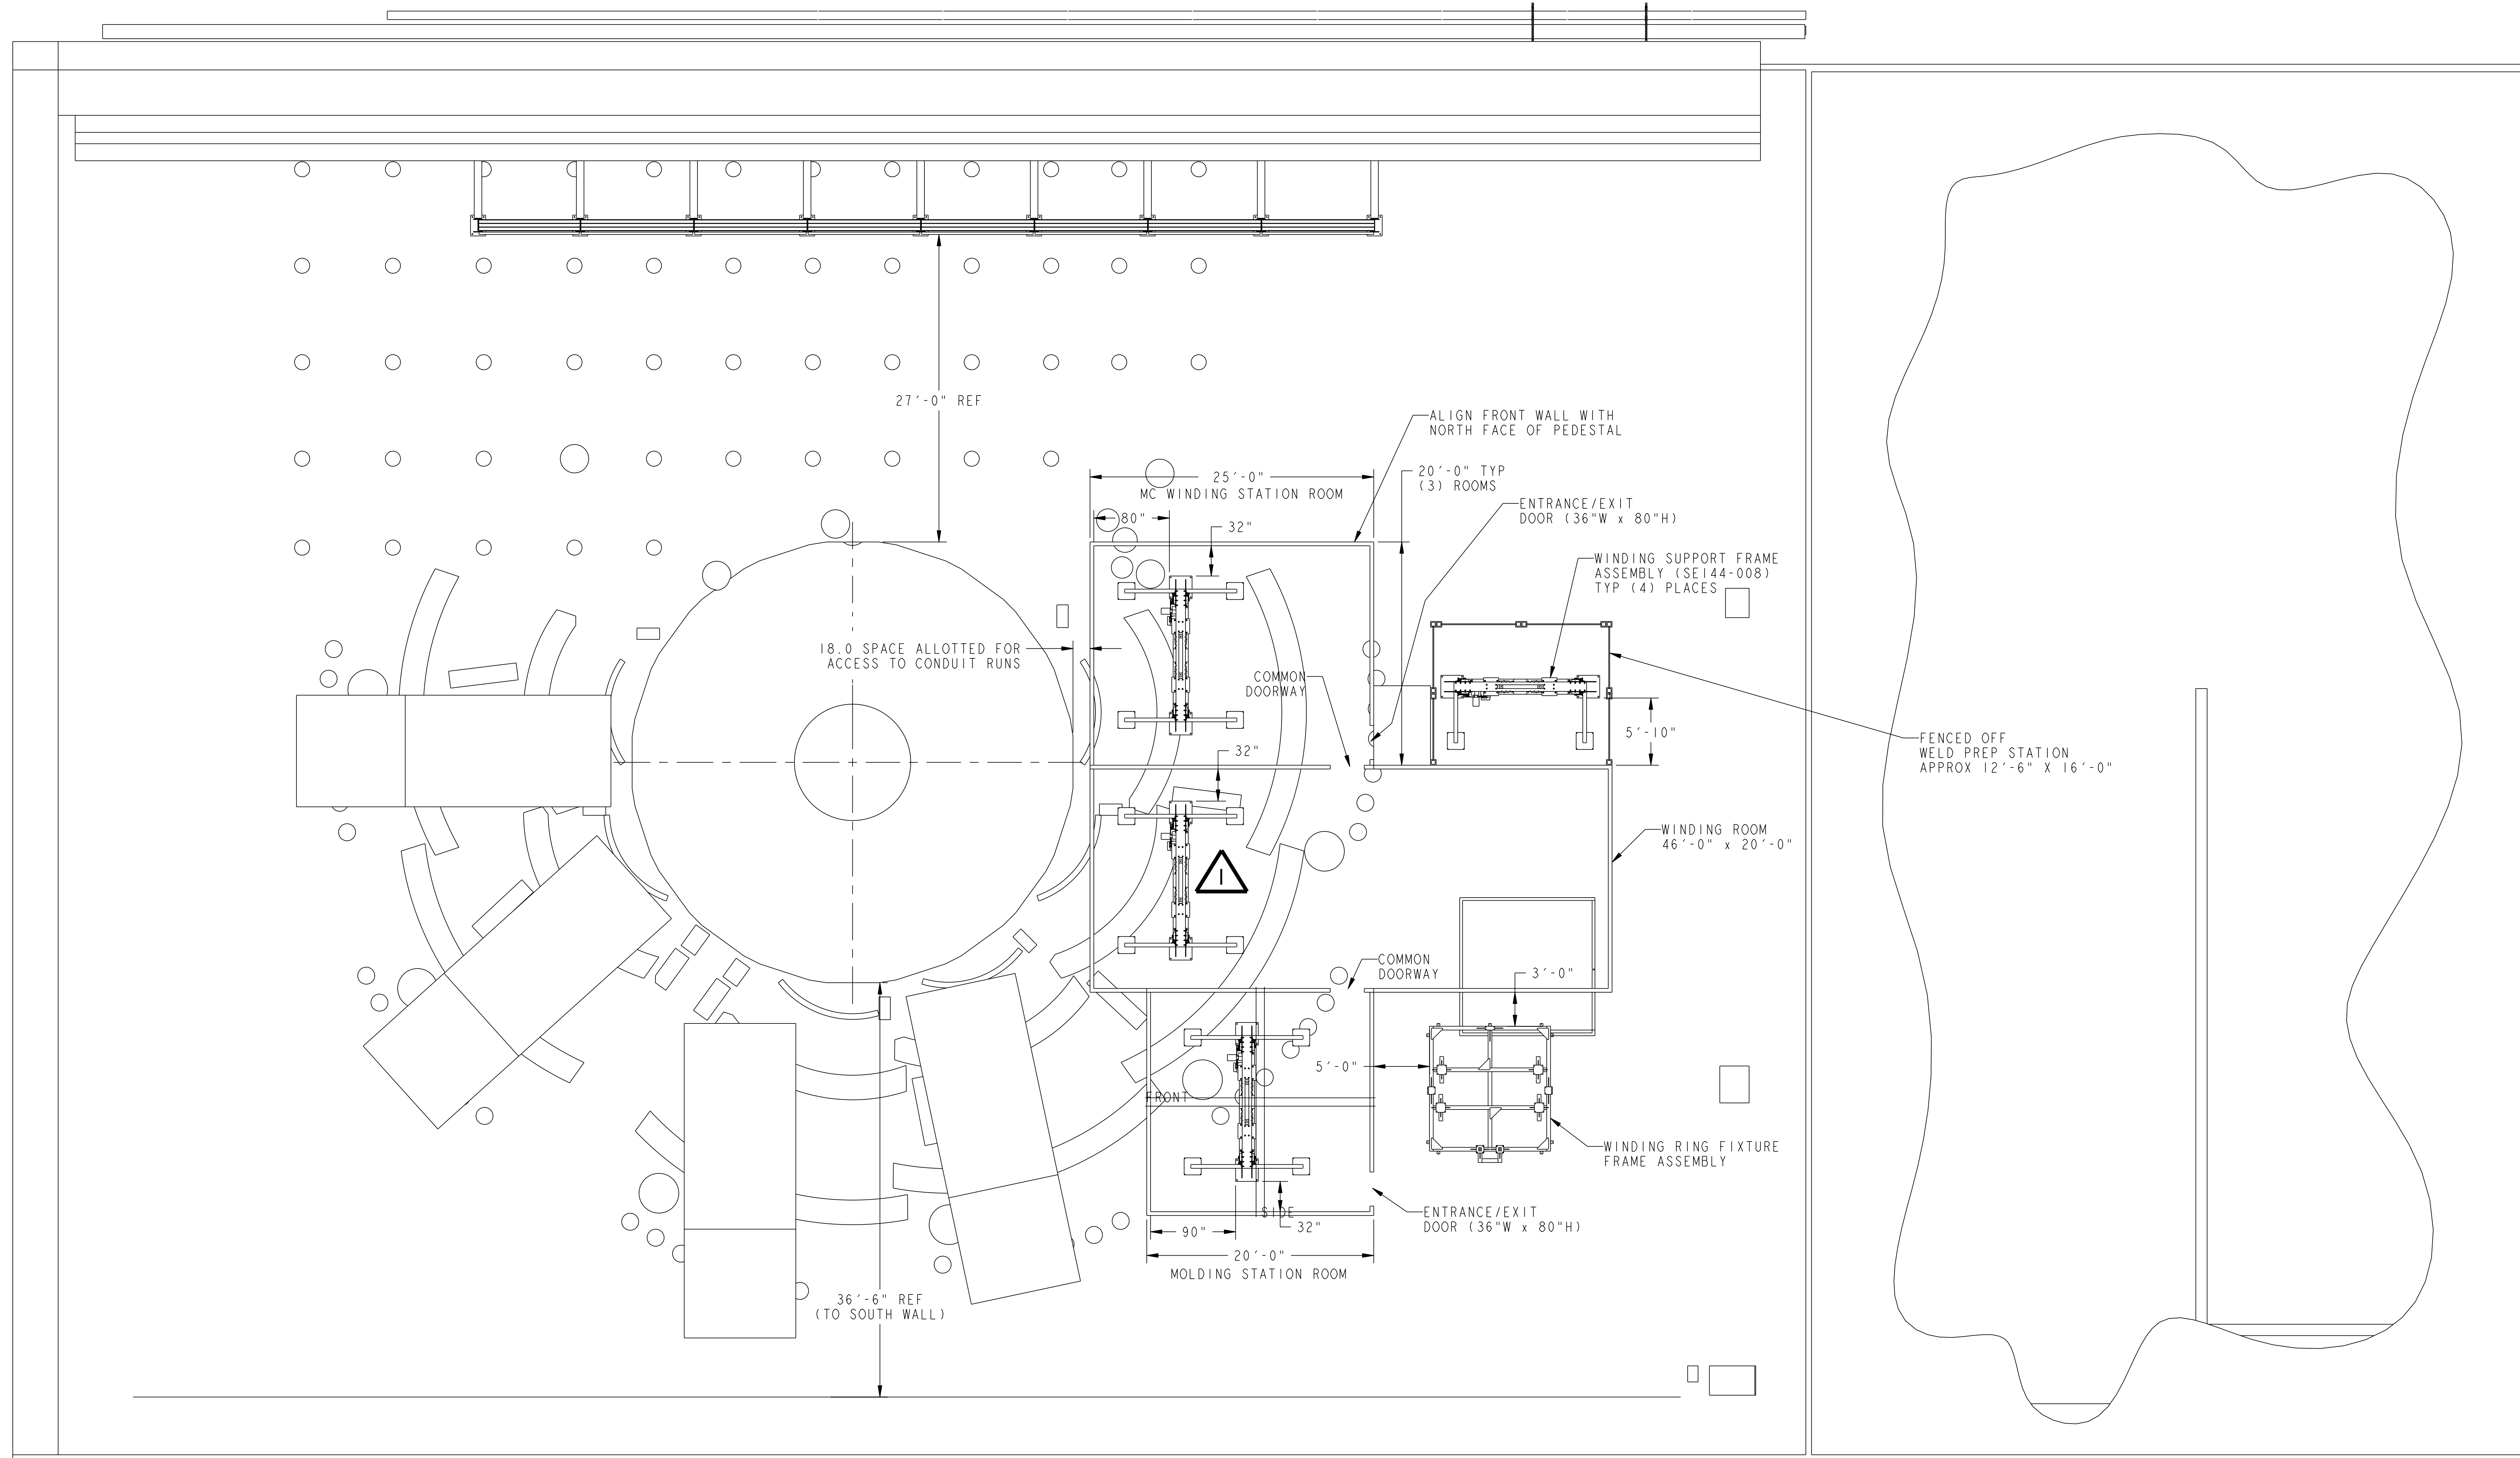 27'-0" REF
ALIGN FRONT WALL WITH
NORTH FACE OF PEDESTAL
25'-0"
MC WINDING STATION ROOM
20'-0" TYP
(3) ROOMS
ENTRANCE/EXIT
DOOR (36"W x 80"H)
80"
32"
WINDING SUPPORT FRAME
ASSEMBLY (SE144-008)
TYP (4) PLACES
18.0 SPACE ALLOTTED FOR
ACCESS TO CONDUIT RUNS
COMMON
DOORWAY
5'-10"
FENCED OFF
WELD PREP STATION
APPROX 12'-6" X 16'-0"
32"
WINDING ROOM
46'-0" x 20'-0"
1
COMMON
DOORWAY
3'-0"
5'-0"
FRONT
WINDING RING FIXTURE
FRAME ASSEMBLY
SIDE
ENTRANCE/EXIT
DOOR (36"W x 80"H)
90"
32"
20'-0"
MOLDING STATION ROOM
36'-6" REF
(TO SOUTH WALL)